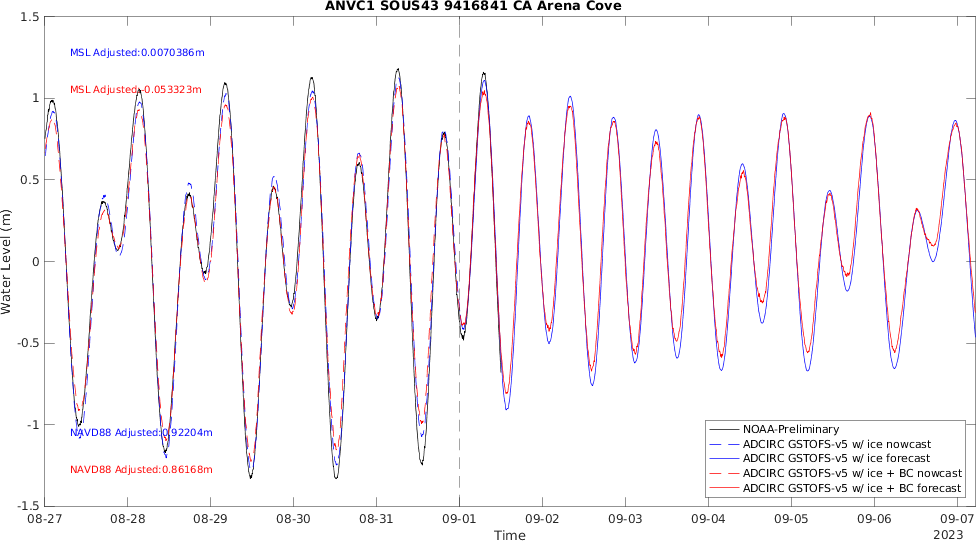 ANVC1 SOUS43 9416841 CA Arena Cove
MSL Adjusted:0.0070386m
MSL Adjusted:-0.053323m
NAVD88 Adjusted:0.92204m
NAVD88 Adjusted:0.86168m
Water Level (m)
1.5
1
0.5
0
-0.5
-1
-1.5
NOAA-Preliminary
ADCIRC GSTOFS-v5 w/ ice nowcast
ADCIRC GSTOFS-v5 w/ ice forecast
ADCIRC GSTOFS-v5 w/ ice + BC nowcast
ADCIRC GSTOFS-v5 w/ ice + BC forecast
08-27 08-28 08-29 08-30 08-31 09-01 09-02 09-03 09-04 09-05 09-06 09-07
Time
2023